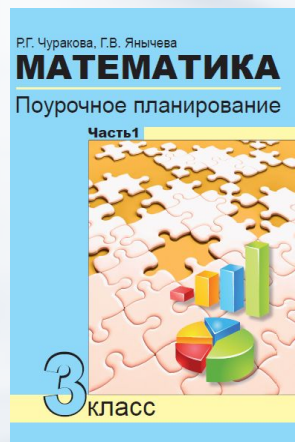 Р.Г. Чуракова, Г.В. Янычева
МАТЕМАТИКА
Поурочное планирование
Часть1
3 класс